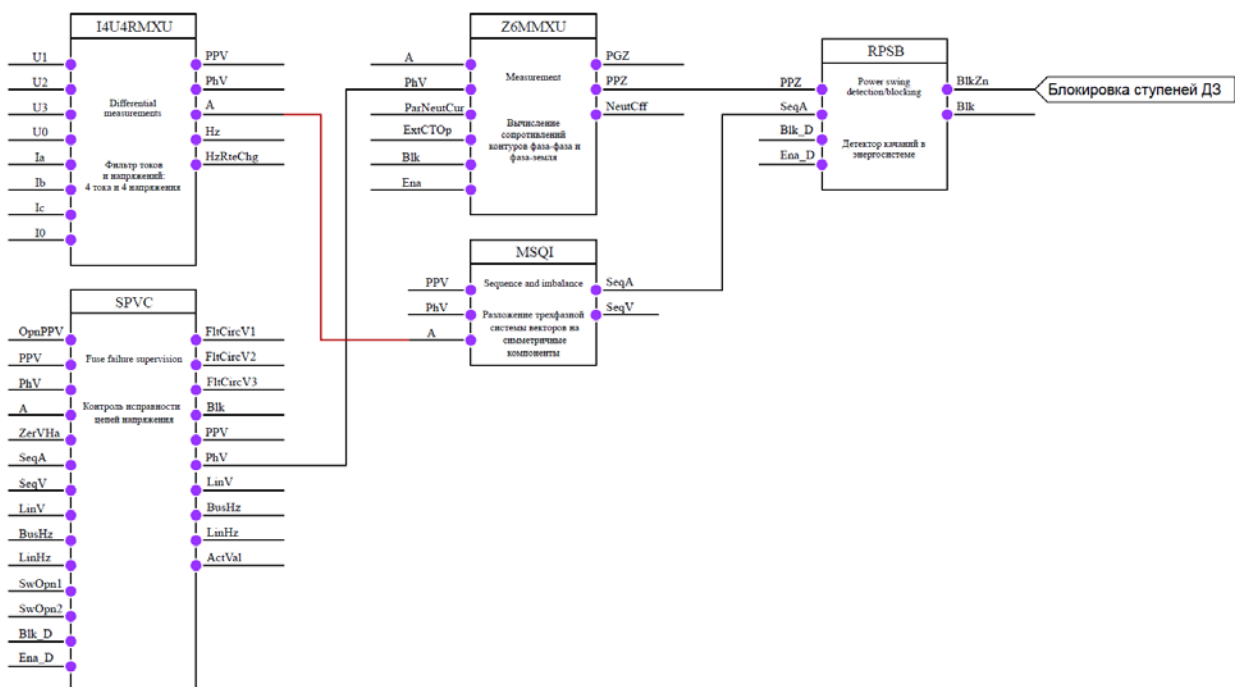 I4U4RMXU
U1
U2
U3
U0
Ia
Ib
Ic
I0
Differential
measurements
Фильтр токов
и напряжений:
4 тока и 4 напряжения
PPV
PhV
A
Hz
HzRteChg
SPVC
OpnPPV
PPV
PhV
A
ZerVHa
SeqA
SeqV
LinV
BusHz
LinHz
SwOpn1
SwOpn2
Blk_D
Ena_D
Fuse failure supervision
Контроль исправности
цепей напряжения
FltCircV1
FltCircV2
FltCircV3
Blk
PPV
PhV
LinV
BusHz
LinHz
ActVal
Z6MMXU
A
PhV
ParNeutCur
ExtCTOp
Blk
Ena
Measurement
Вычисление
сопротивлений
контуров фаза-фаза и
фаза-земля
PGZ
PPZ
NeutCff
MSQI
PPV
PhV
A
Sequence and imbalance
Разложение трехфазной
системы векторов на
симметричные
компоненты
SeqA
SeqV
RPSB
PPZ
SeqA
Blk_D
Ena_D
Power swing
detection/blocking
Детектор качаний в
энергосистеме
BlkZn
Blk
Блокировка ступеней ДЗ